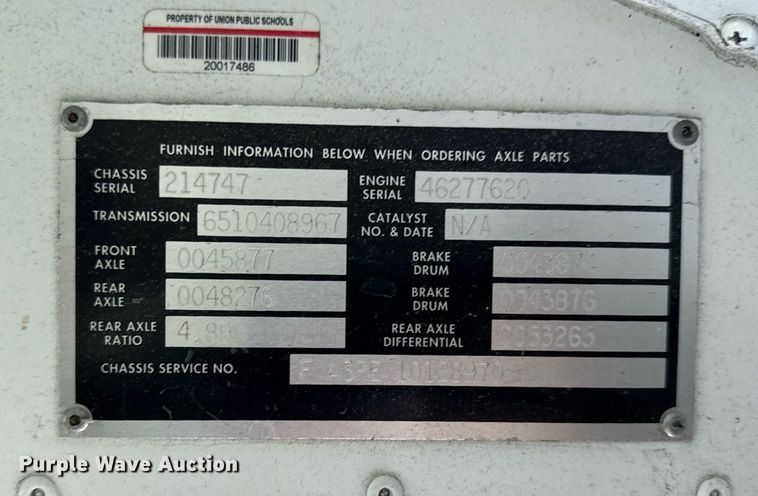 PROPERTY OF UNION PUBLIC SCHOOLS
20017486
FURNISH INFORMATION BELOW WHEN ORDERING AXLE PARTS
CHASSIS SERIAL 214747 ENGINE SERIAL 46277620
TRANSMISSION 6510408967 CATALYST NO. & DATE N/A
FRONT AXLE 0045877 BRAKE DRUM
REAR AXLE 0048276 BRAKE DRUM 0043876
REAR AXLE RATIO REAR AXLE DIFFERENTIAL 0053265
CHASSIS SERVICE NO.
Purple Wave Auction